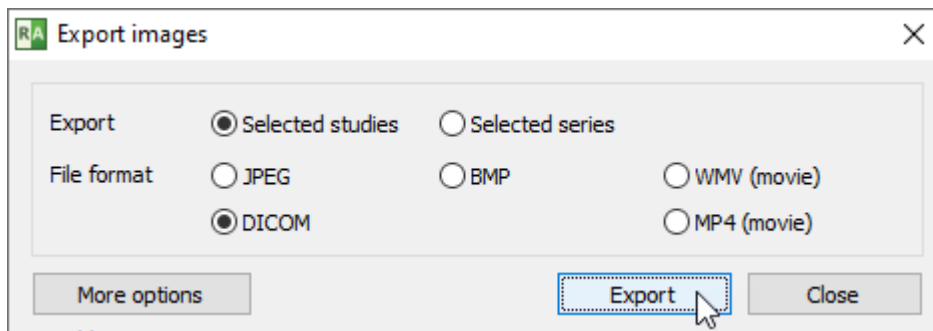 RA Export images
Export Selected studies Selected series
File format JPEG BMP WMV (movie)
DICOM MP4 (movie)
More options Export Close